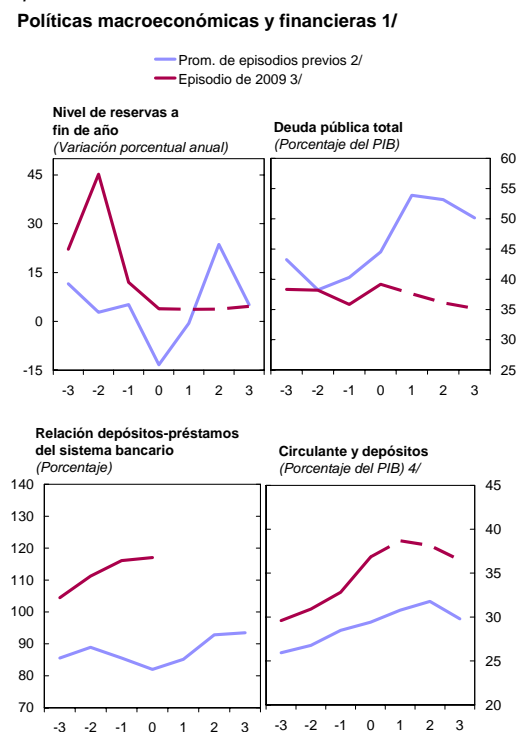 Políticas macroeconómicas y financieras 1/
Prom. de episodios previos 2/
Episodio de 2009 3/
Nivel de reservas a
fin de año
(Variación porcentual anual)
45
30
15
0
-15
-3 -2 -1 0 1 2 3
Deuda pública total
(Porcentaje del PIB)
60
55
50
45
40
35
30
25
-3 -2 -1 0 1 2 3
Relación depósitos-préstamos
del sistema bancario
(Porcentaje)
140
130
120
110
100
90
80
70
-3 -2 -1 0 1 2 3
Circulante y depósitos
(Porcentaje del PIB) 4/
45
40
35
30
25
20
-3 -2 -1 0 1 2 3